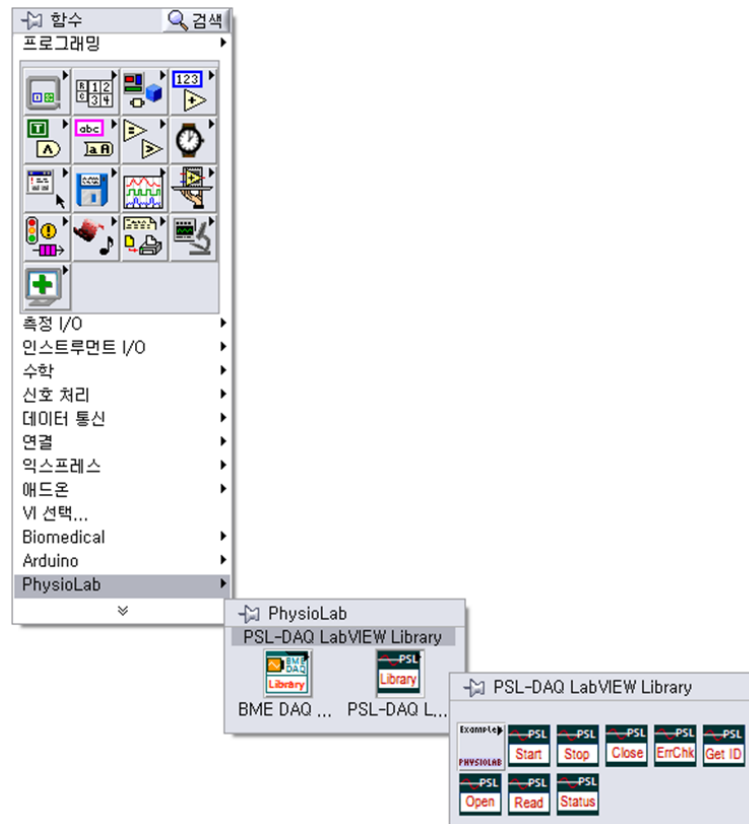 함수
검색
프로그래밍
123
abc
측정 I/O
인스트루먼트 I/O
수학
신호 처리
데이터 통신
연결
익스프레스
애드온
VI 선택...
Biomedical
Arduino
PhysioLab
PhysioLab
PSL-DAQ LabVIEW Library
BME DAQ Library
PSL Library
BME DAQ ...
PSL-DAQ L...
PSL-DAQ LabVIEW Library
Example PHYSIOLAB
PSL Start
PSL Stop
PSL Close
PSL ErrChk
PSL Get ID
PSL Open
PSL Read
PSL Status